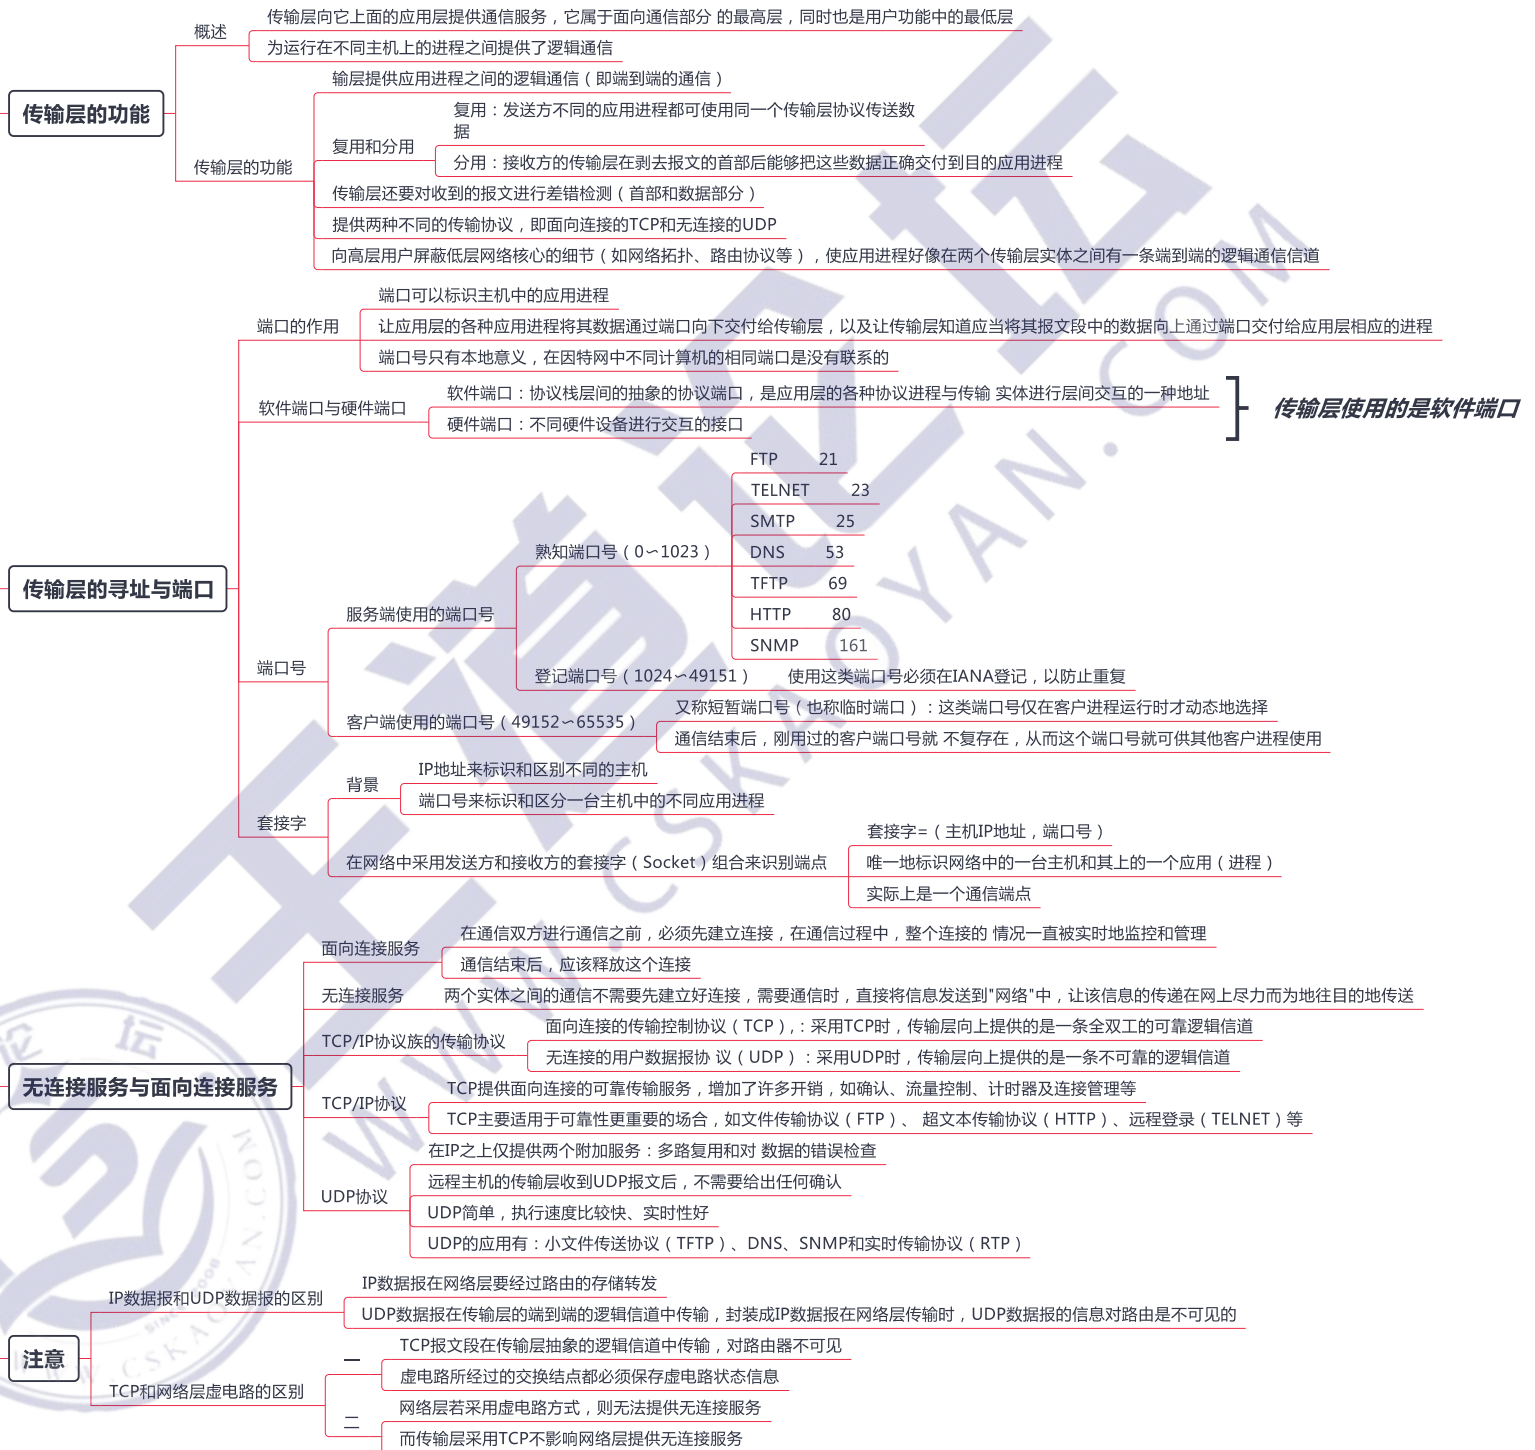 传输层的功能
概述
传输层向它上面的应用层提供通信服务，它属于面向通信部分 的最高层，同时也是用户功能中的最低层
为运行在不同主机上的进程之间提供了逻辑通信
传输层的功能
输层提供应用进程之间的逻辑通信（即端到端的通信）
复用和分用
复用：发送方不同的应用进程都可使用同一个传输层协议传送数
据
分用：接收方的传输层在剥去报文的首部后能够把这些数据正确交付到目的应用进程
传输层还要对收到的报文进行差错检测（首部和数据部分）
提供两种不同的传输协议，即面向连接的TCP和无连接的UDP
向高层用户屏蔽低层网络核心的细节（如网络拓扑、路由协议等），使应用进程好像在两个传输层实体之间有一条端到端的逻辑通信信道
传输层的寻址与端口
端口的作用
端口可以标识主机中的应用进程
让应用层的各种应用进程将其数据通过端口向下交付给传输层，以及让传输层知道应当将其报文段中的数据向上通过端口交付给应用层相应的进程
端口号只有本地意义，在因特网中不同计算机的相同端口是没有联系的
软件端口与硬件端口
软件端口：协议栈层间的抽象的协议端口，是应用层的各种协议进程与传输 实体进行层间交互的一种地址
硬件端口：不同硬件设备进行交互的接口
传输层使用的是软件端口
端口号
服务端使用的端口号
熟知端口号（0～1023）
FTP 21
TELNET 23
SMTP 25
DNS 53
TFTP 69
HTTP 80
SNMP 161
登记端口号（1024～49151） 使用这类端口号必须在IANA登记，以防止重复
客户端使用的端口号（49152～65535）
又称短暂端口号（也称临时端口）：这类端口号仅在客户进程运行时才动态地选择
通信结束后，刚用过的客户端口号就 不复存在，从而这个端口号就可供其他客户进程使用
套接字
背景
IP地址来标识和区别不同的主机
端口号来标识和区分一台主机中的不同应用进程
在网络中采用发送方和接收方的套接字（Socket）组合来识别端点
套接字=（主机IP地址，端口号）
唯一地标识网络中的一台主机和其上的一个应用（进程）
实际上是一个通信端点
无连接服务与面向连接服务
面向连接服务
在通信双方进行通信之前，必须先建立连接，在通信过程中，整个连接的 情况一直被实时地监控和管理
通信结束后，应该释放这个连接
无连接服务 两个实体之间的通信不需要先建立好连接，需要通信时，直接将信息发送到"网络"中，让该信息的传递在网上尽力而为地往目的地传送
TCP/IP协议族的传输协议
面向连接的传输控制协议（TCP）,：采用TCP时，传输层向上提供的是一条全双工的可靠逻辑信道
无连接的用户数据报协 议（UDP）：采用UDP时，传输层向上提供的是一条不可靠的逻辑信道
TCP/IP协议
TCP提供面向连接的可靠传输服务，增加了许多开销，如确认、流量控制、计时器及连接管理等
TCP主要适用于可靠性更重要的场合，如文件传输协议（FTP）、 超文本传输协议（HTTP）、远程登录（TELNET）等
UDP协议
在IP之上仅提供两个附加服务：多路复用和对 数据的错误检查
远程主机的传输层收到UDP报文后，不需要给出任何确认
UDP简单，执行速度比较快、实时性好
UDP的应用有：小文件传送协议（TFTP）、DNS、SNMP和实时传输协议（RTP）
注意
IP数据报和UDP数据报的区别
IP数据报在网络层要经过路由的存储转发
UDP数据报在传输层的端到端的逻辑信道中传输，封装成IP数据报在网络层传输时，UDP数据报的信息对路由是不可见的
TCP和网络层虚电路的区别
一
TCP报文段在传输层抽象的逻辑信道中传输，对路由器不可见
虚电路所经过的交换结点都必须保存虚电路状态信息
二
网络层若采用虚电路方式，则无法提供无连接服务
而传输层采用TCP不影响网络层提供无连接服务
王道论坛
WWW.CSKAOYAN.COM